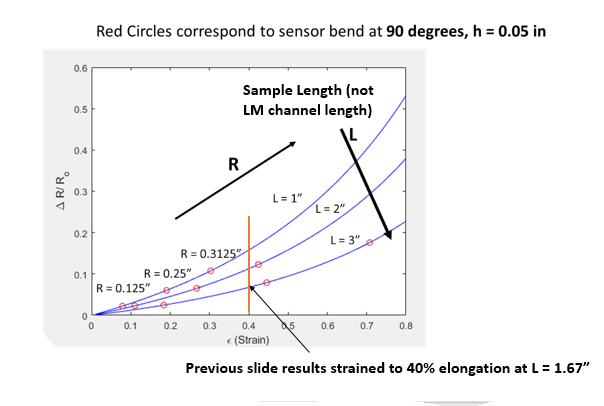 Red Circles correspond to sensor bend at 90 degrees, h = 0.05 in
Sample Length (not
LM channel length)
L
R
L = 1”
L = 2”
L = 3”
R = 0.3125”
R = 0.25”
R = 0.125”
Δ R/ R₀
0.6
0.5
0.4
0.3
0.2
0.1
0
0 0.1 0.2 0.3 0.4 0.5 0.6 0.7 0.8
ϵ (Strain)
Previous slide results strained to 40% elongation at L = 1.67”